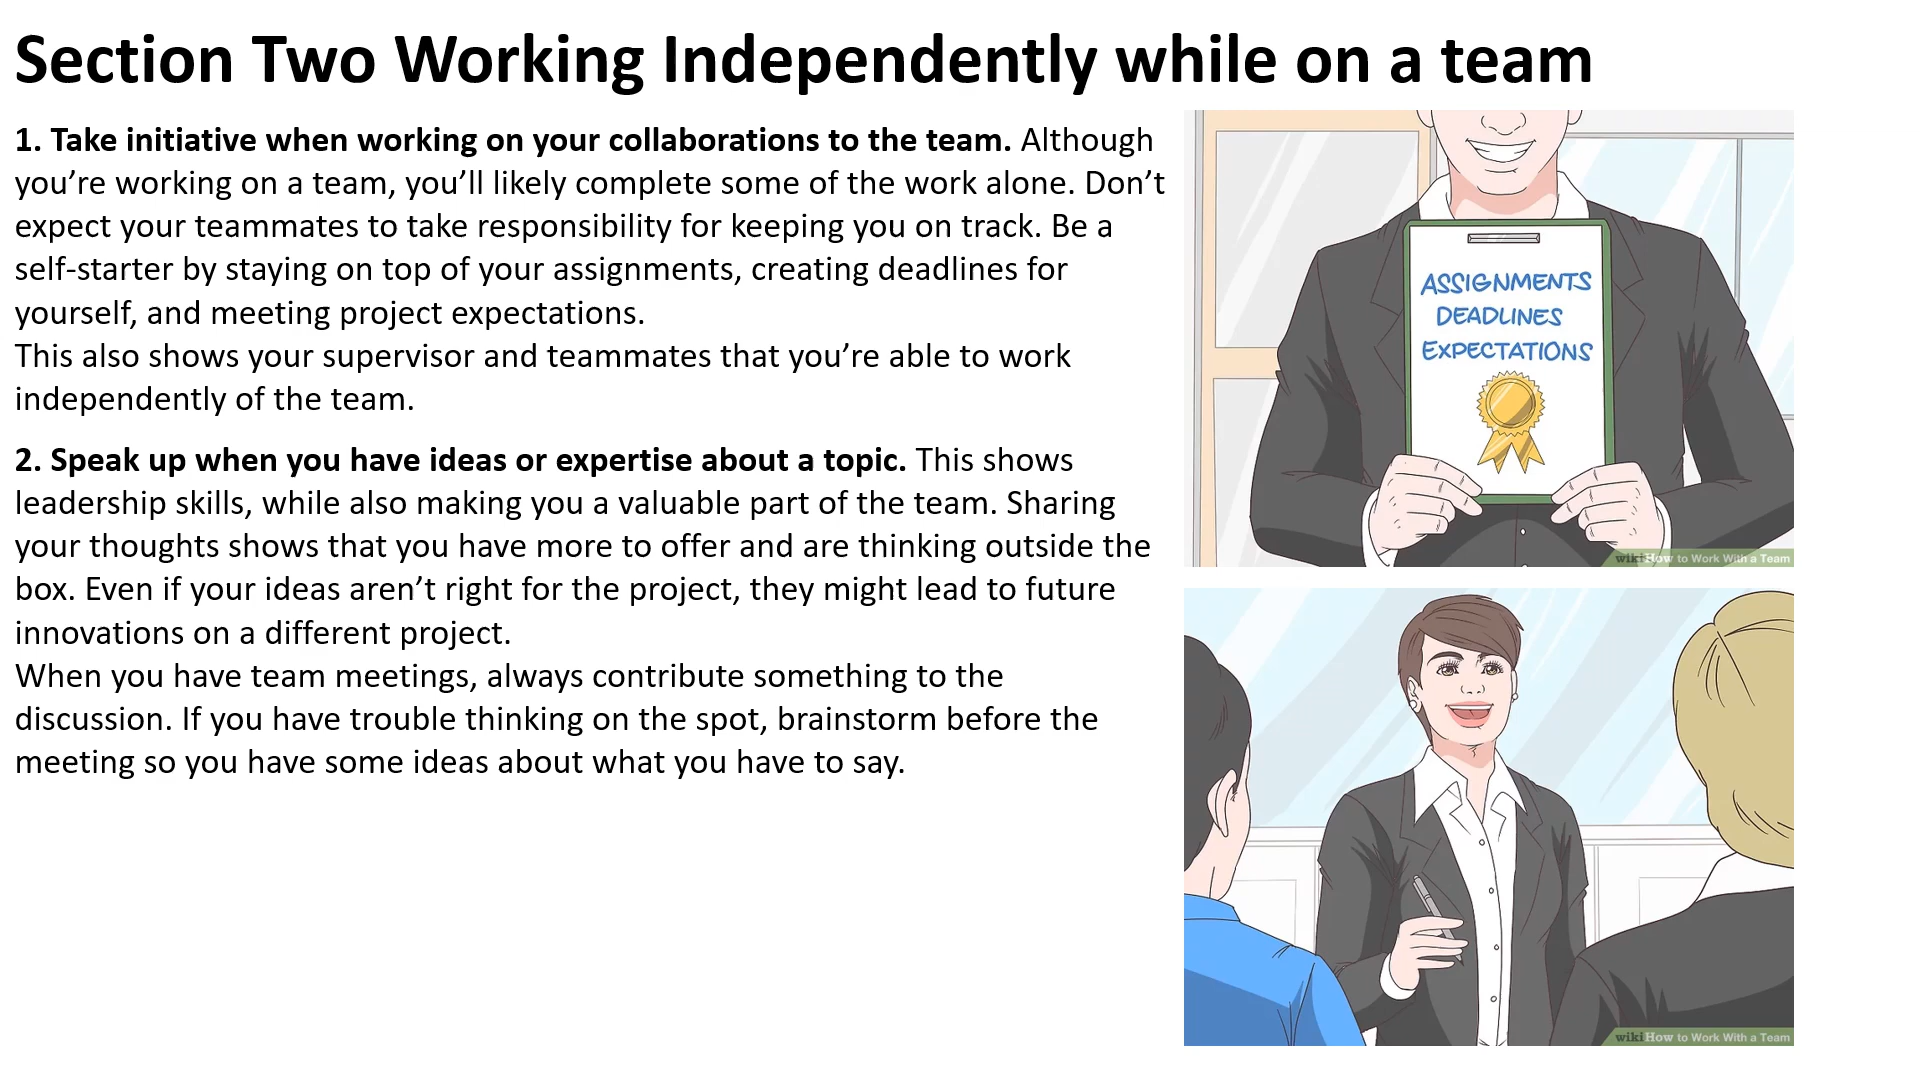 Section Two Working Independently while on a team
1. Take initiative when working on your collaborations to the team. Although
you’re working on a team, you’ll likely complete some of the work alone. Don’t
expect your teammates to take responsibility for keeping you on track. Be a
self-starter by staying on top of your assignments, creating deadlines for
yourself, and meeting project expectations.
This also shows your supervisor and teammates that you’re able to work
independently of the team.
2. Speak up when you have ideas or expertise about a topic. This shows
leadership skills, while also making you a valuable part of the team. Sharing
your thoughts shows that you have more to offer and are thinking outside the
box. Even if your ideas aren’t right for the project, they might lead to future
innovations on a different project.
When you have team meetings, always contribute something to the
discussion. If you have trouble thinking on the spot, brainstorm before the
meeting so you have some ideas about what you have to say.
ASSIGNMENTS
DEADLINES
EXPECTATIONS
wikiHow to Work With a Team
wikiHow to Work With a Team